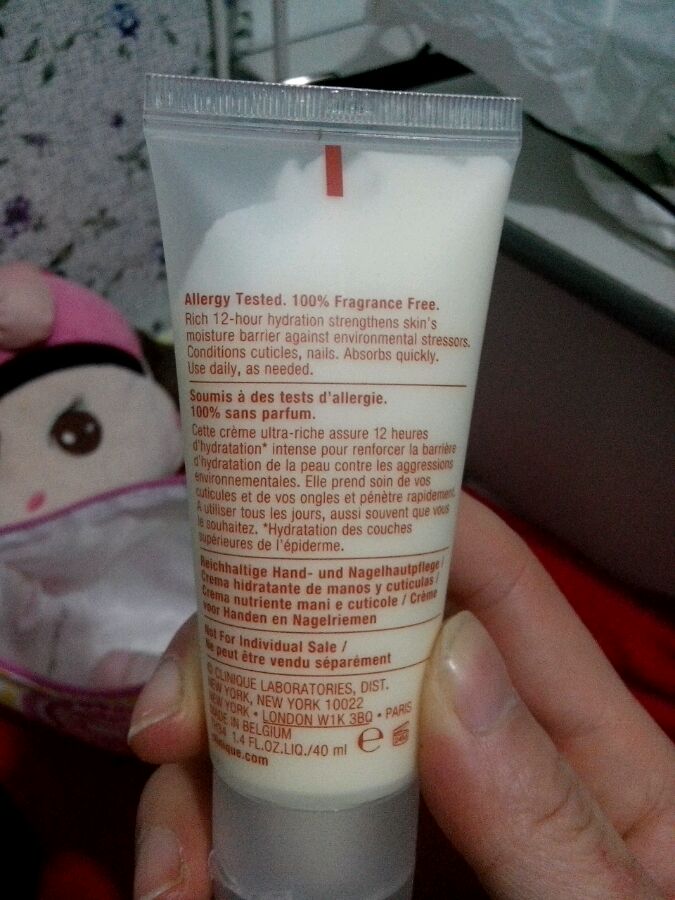 Allergy Tested. 100% Fragrance Free.
Rich 12-hour hydration strengthens skin's
moisture barrier against environmental stressors.
Conditions cuticles, nails. Absorbs quickly.
Use daily, as needed.
Soumis à des tests d'allergie.
100% sans parfum.
Cette crème ultra-riche assure 12 heures
d'hydratation* intense pour renforcer la barrière
d'hydratation de la peau contre les aggressions
environnementales. Elle prend soin de vos
cuticules et de vos ongles et pénètre rapidement.
A utiliser tous les jours, aussi souvent que vous
le souhaitez. *Hydratation des couches
supérieures de l'épiderme.
Reichhaltige Hand- und Nagelhautpflege /
Crema hidratante de manos y cuticulas /
Crema nutriente mani e cuticole / Crème
voor Handen en Nagelriemen
Not For Individual Sale /
Ne peut être vendu séparément
© CLINIQUE LABORATORIES, DIST.
NEW YORK, NEW YORK 10022
NEW YORK • LONDON W1K 3BQ • PARIS
MADE IN BELGIUM
1.4 FL.OZ.LIQ./40 ml e
clinique.com